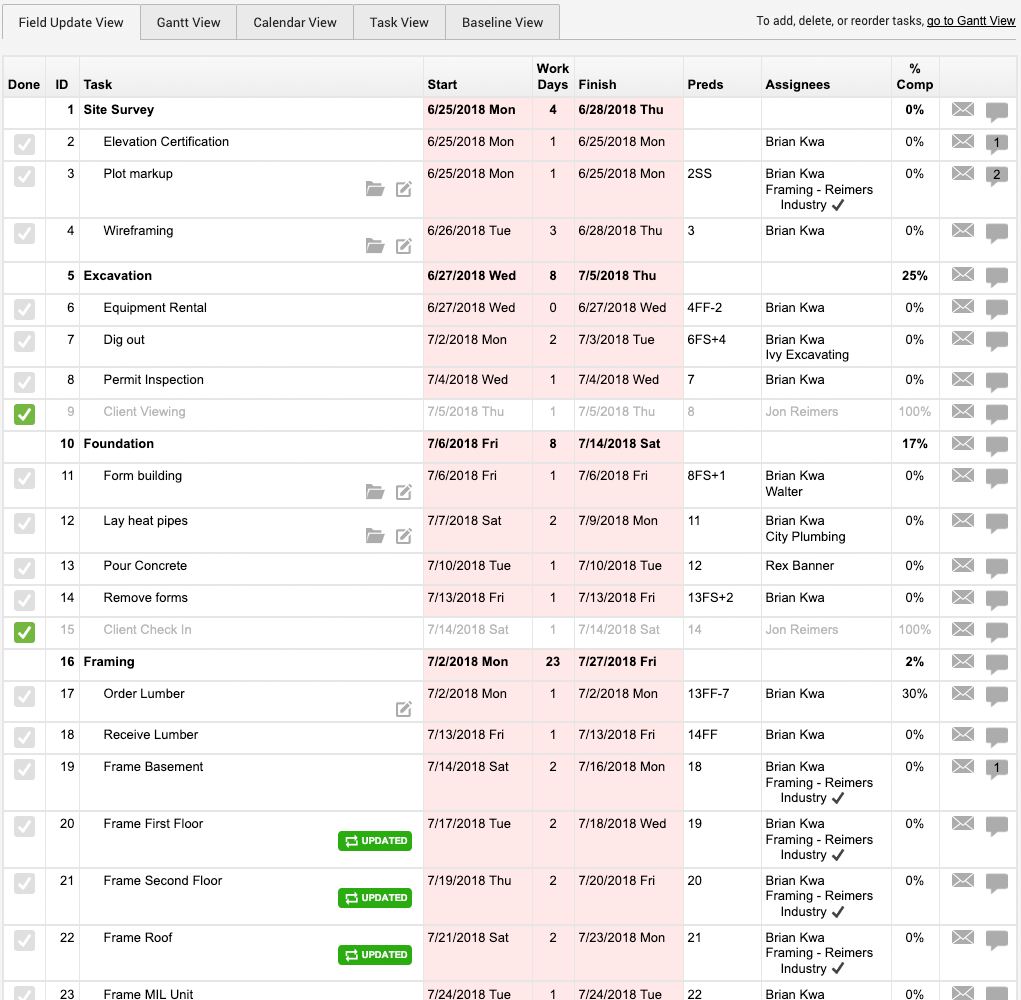 Field Update View Gantt View Calendar View Task View Baseline View To add, delete, or reorder tasks, go to Gantt View
Done ID Task Start Work Days Finish Preds Assignees % Comp
1 Site Survey 6/25/2018 Mon 4 6/28/2018 Thu 0%
2 Elevation Certification 6/25/2018 Mon 1 6/25/2018 Mon Brian Kwa 0% 1
3 Plot markup 6/25/2018 Mon 1 6/25/2018 Mon 2SS Brian Kwa 0% 2
Framing - Reimers
Industry
4 Wireframing 6/26/2018 Tue 3 6/28/2018 Thu 3 Brian Kwa 0%
5 Excavation 6/27/2018 Wed 8 7/5/2018 Thu 25%
6 Equipment Rental 6/27/2018 Wed 0 6/27/2018 Wed 4FF-2 Brian Kwa 0%
7 Dig out 7/2/2018 Mon 2 7/3/2018 Tue 6FS+4 Brian Kwa 0%
Ivy Excavating
8 Permit Inspection 7/4/2018 Wed 1 7/4/2018 Wed 7 Brian Kwa 0%
9 Client Viewing 7/5/2018 Thu 1 7/5/2018 Thu 8 Jon Reimers 100%
10 Foundation 7/6/2018 Fri 8 7/14/2018 Sat 17%
11 Form building 7/6/2018 Fri 1 7/6/2018 Fri 8FS+1 Brian Kwa 0%
Walter
12 Lay heat pipes 7/7/2018 Sat 2 7/9/2018 Mon 11 Brian Kwa 0%
City Plumbing
13 Pour Concrete 7/10/2018 Tue 1 7/10/2018 Tue 12 Rex Banner 0%
14 Remove forms 7/13/2018 Fri 1 7/13/2018 Fri 13FS+2 Brian Kwa 0%
15 Client Check In 7/14/2018 Sat 1 7/14/2018 Sat 14 Jon Reimers 100%
16 Framing 7/2/2018 Mon 23 7/27/2018 Fri 2%
17 Order Lumber 7/2/2018 Mon 1 7/2/2018 Mon 13FF-7 Brian Kwa 30%
18 Receive Lumber 7/13/2018 Fri 1 7/13/2018 Fri 14FF Brian Kwa 0%
19 Frame Basement 7/14/2018 Sat 2 7/16/2018 Mon 18 Brian Kwa 0% 1
Framing - Reimers
Industry
20 Frame First Floor 7/17/2018 Tue 2 7/18/2018 Wed 19 Brian Kwa 0%
UPDATED Framing - Reimers
Industry
21 Frame Second Floor 7/19/2018 Thu 2 7/20/2018 Fri 20 Brian Kwa 0%
UPDATED Framing - Reimers
Industry
22 Frame Roof 7/21/2018 Sat 2 7/23/2018 Mon 21 Brian Kwa 0%
UPDATED Framing - Reimers
Industry
23 Frame MIL Unit 7/24/2018 Tue 1 7/24/2018 Tue 22 Brian Kwa 0%